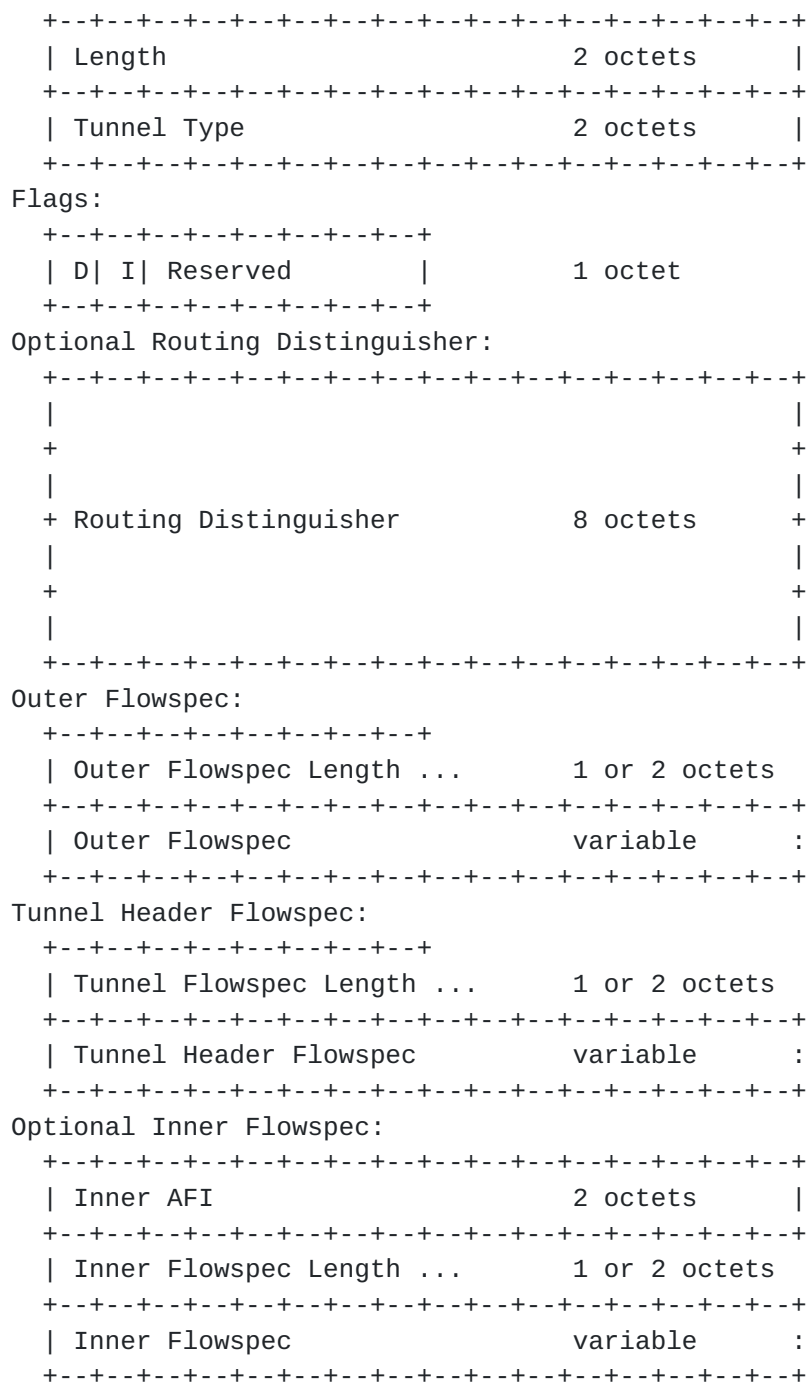 +--+--+--+--+--+--+--+--+--+--+--+--+--+--+--+--+
| Length                          2 octets      |
+--+--+--+--+--+--+--+--+--+--+--+--+--+--+--+--+
| Tunnel Type                     2 octets      |
+--+--+--+--+--+--+--+--+--+--+--+--+--+--+--+--+
Flags:
+--+--+--+--+--+--+--+--+
| D| I| Reserved        |         1 octet
+--+--+--+--+--+--+--+--+
Optional Routing Distinguisher:
+--+--+--+--+--+--+--+--+--+--+--+--+--+--+--+--+
|                                               |
+                                               +
|                                               |
+ Routing Distinguisher           8 octets      +
|                                               |
+                                               +
|                                               |
+--+--+--+--+--+--+--+--+--+--+--+--+--+--+--+--+
Outer Flowspec:
+--+--+--+--+--+--+--+--+
| Outer Flowspec Length ...       1 or 2 octets
+--+--+--+--+--+--+--+--+--+--+--+--+--+--+--+--+
| Outer Flowspec                  variable      :
+--+--+--+--+--+--+--+--+--+--+--+--+--+--+--+--+
Tunnel Header Flowspec:
+--+--+--+--+--+--+--+--+
| Tunnel Flowspec Length ...      1 or 2 octets
+--+--+--+--+--+--+--+--+--+--+--+--+--+--+--+--+
| Tunnel Header Flowspec          variable      :
+--+--+--+--+--+--+--+--+--+--+--+--+--+--+--+--+
Optional Inner Flowspec:
+--+--+--+--+--+--+--+--+--+--+--+--+--+--+--+--+
| Inner AFI                       2 octets      |
+--+--+--+--+--+--+--+--+--+--+--+--+--+--+--+--+
| Inner Flowspec Length ...       1 or 2 octets
+--+--+--+--+--+--+--+--+--+--+--+--+--+--+--+--+
| Inner Flowspec                  variable      :
+--+--+--+--+--+--+--+--+--+--+--+--+--+--+--+--+